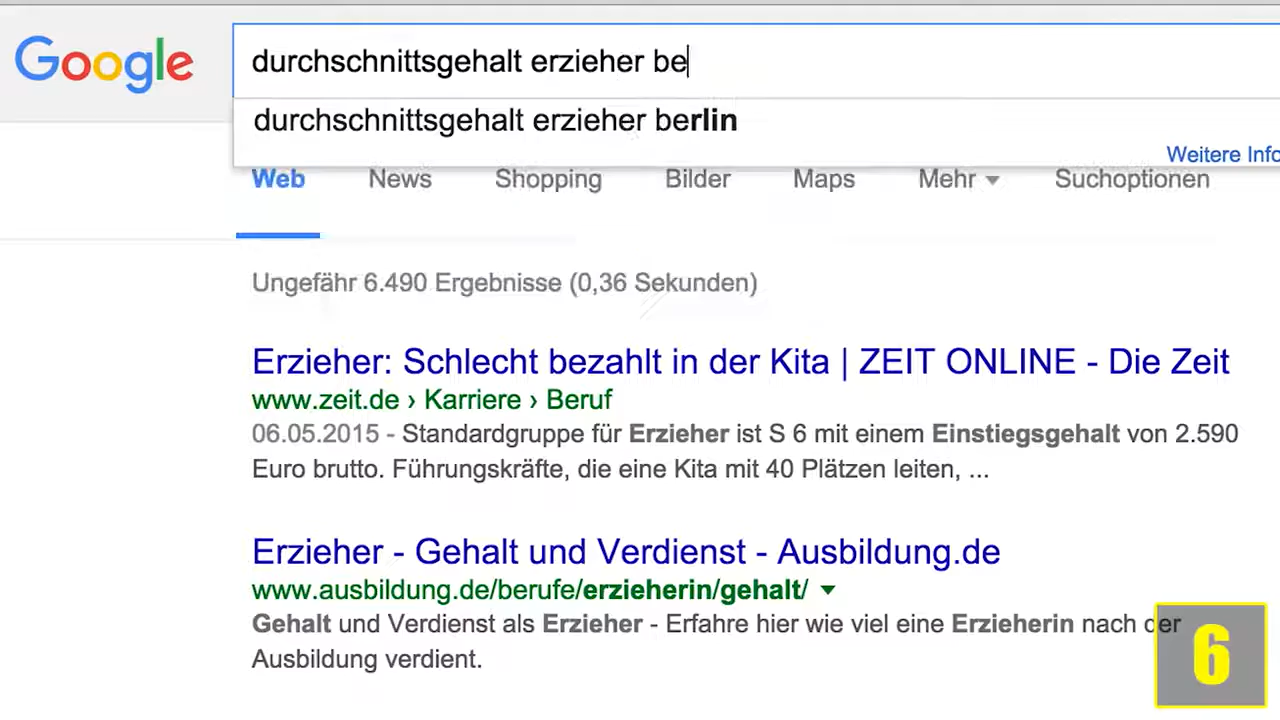 Google
durchschnittsgehalt erzieher be
durchschnittsgehalt erzieher berlin
Weitere Info
Web News Shopping Bilder Maps Mehr Suchoptionen
Ungefähr 6.490 Ergebnisse (0,36 Sekunden)
Erzieher: Schlecht bezahlt in der Kita | ZEIT ONLINE - Die Zeit
www.zeit.de › Karriere › Beruf
06.05.2015 - Standardgruppe für Erzieher ist S 6 mit einem Einstiegsgehalt von 2.590
Euro brutto. Führungskräfte, die eine Kita mit 40 Plätzen leiten, ...
Erzieher - Gehalt und Verdienst - Ausbildung.de
www.ausbildung.de/berufe/erzieherin/gehalt/
Gehalt und Verdienst als Erzieher - Erfahre hier wie viel eine Erzieherin nach der
Ausbildung verdient.
6